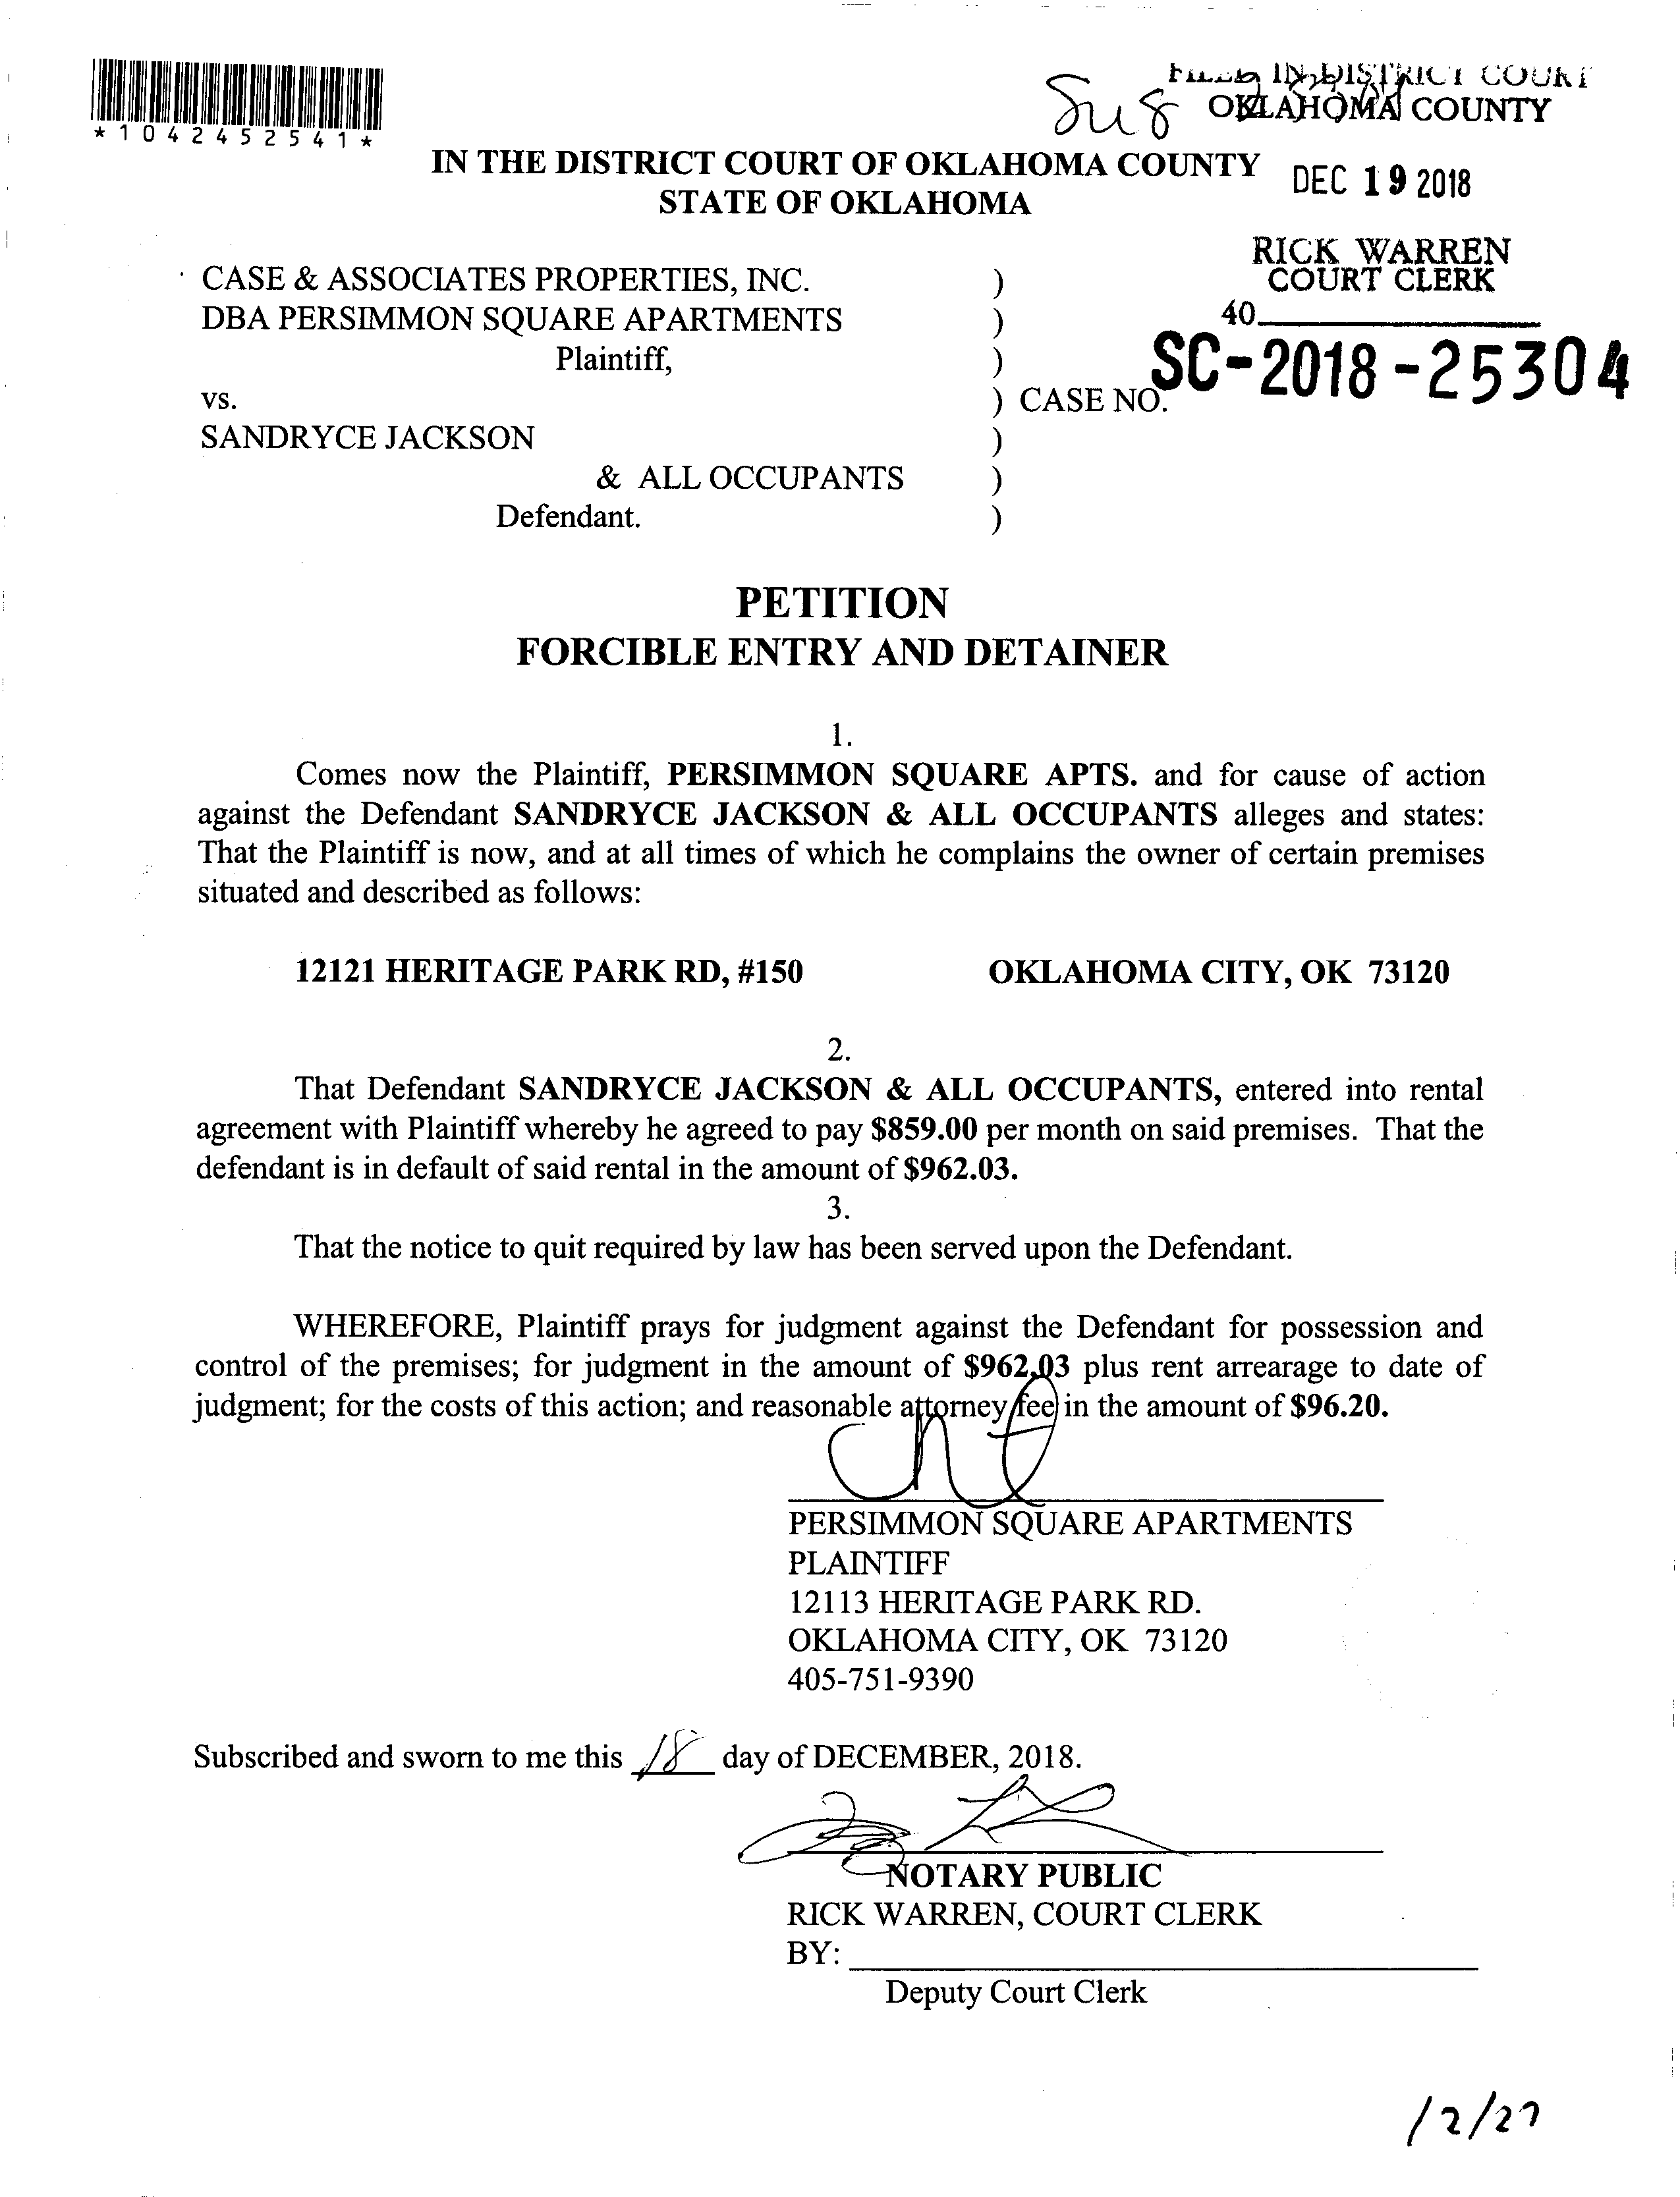 *1042452541*
IN DISTRICT COURT
OKLAHOMA COUNTY
IN THE DISTRICT COURT OF OKLAHOMA COUNTY
STATE OF OKLAHOMA
DEC 19 2018
RICK WARREN
COURT CLERK
40
CASE & ASSOCIATES PROPERTIES, INC. )
DBA PERSIMMON SQUARE APARTMENTS )
Plaintiff, )
vs. ) CASE NO. SC-2018-25304
SANDRYCE JACKSON )
& ALL OCCUPANTS )
Defendant. )
PETITION
FORCIBLE ENTRY AND DETAINER
1.
Comes now the Plaintiff, PERSIMMON SQUARE APTS. and for cause of action
against the Defendant SANDRYCE JACKSON & ALL OCCUPANTS alleges and states:
That the Plaintiff is now, and at all times of which he complains the owner of certain premises
situated and described as follows:
12121 HERITAGE PARK RD, #150 OKLAHOMA CITY, OK 73120
2.
That Defendant SANDRYCE JACKSON & ALL OCCUPANTS, entered into rental
agreement with Plaintiff whereby he agreed to pay $859.00 per month on said premises. That the
defendant is in default of said rental in the amount of $962.03.
3.
That the notice to quit required by law has been served upon the Defendant.
WHEREFORE, Plaintiff prays for judgment against the Defendant for possession and
control of the premises; for judgment in the amount of $962.03 plus rent arrearage to date of
judgment; for the costs of this action; and reasonable attorney fee in the amount of $96.20.
PERSIMMON SQUARE APARTMENTS
PLAINTIFF
12113 HERITAGE PARK RD.
OKLAHOMA CITY, OK 73120
405-751-9390
Subscribed and sworn to me this 18 day of DECEMBER, 2018.
NOTARY PUBLIC
RICK WARREN, COURT CLERK
BY:
Deputy Court Clerk
12/27